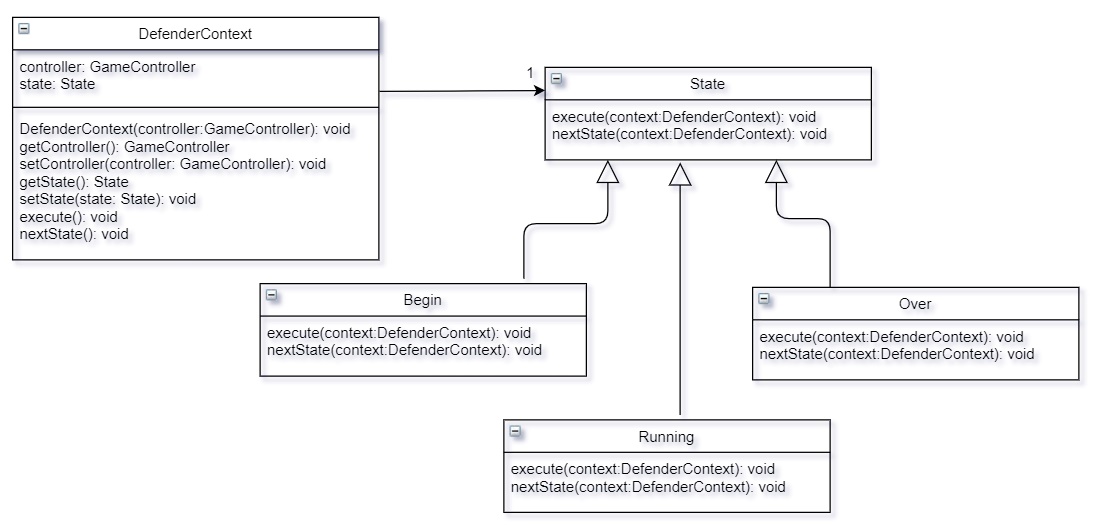 DefenderContext
controller: GameController
state: State
DefenderContext(controller:GameController): void
getController(): GameController
setController(controller: GameController): void
getState(): State
setState(state: State): void
execute(): void
nextState(): void
1
State
execute(context:DefenderContext): void
nextState(context:DefenderContext): void
Begin
execute(context:DefenderContext): void
nextState(context:DefenderContext): void
Over
execute(context:DefenderContext): void
nextState(context:DefenderContext): void
Running
execute(context:DefenderContext): void
nextState(context:DefenderContext): void